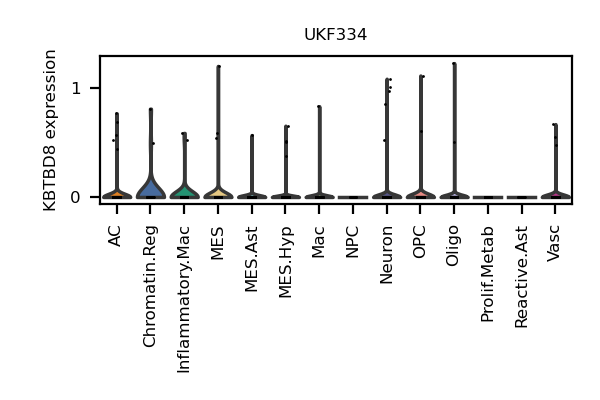 UKF334
KBTBD8 expression
1
0
AC
Chromatin.Reg
Inflammatory.Mac
MES
MES.Ast
MES.Hyp
Mac
NPC
Neuron
OPC
Oligo
Prolif.Metab
Reactive.Ast
Vasc